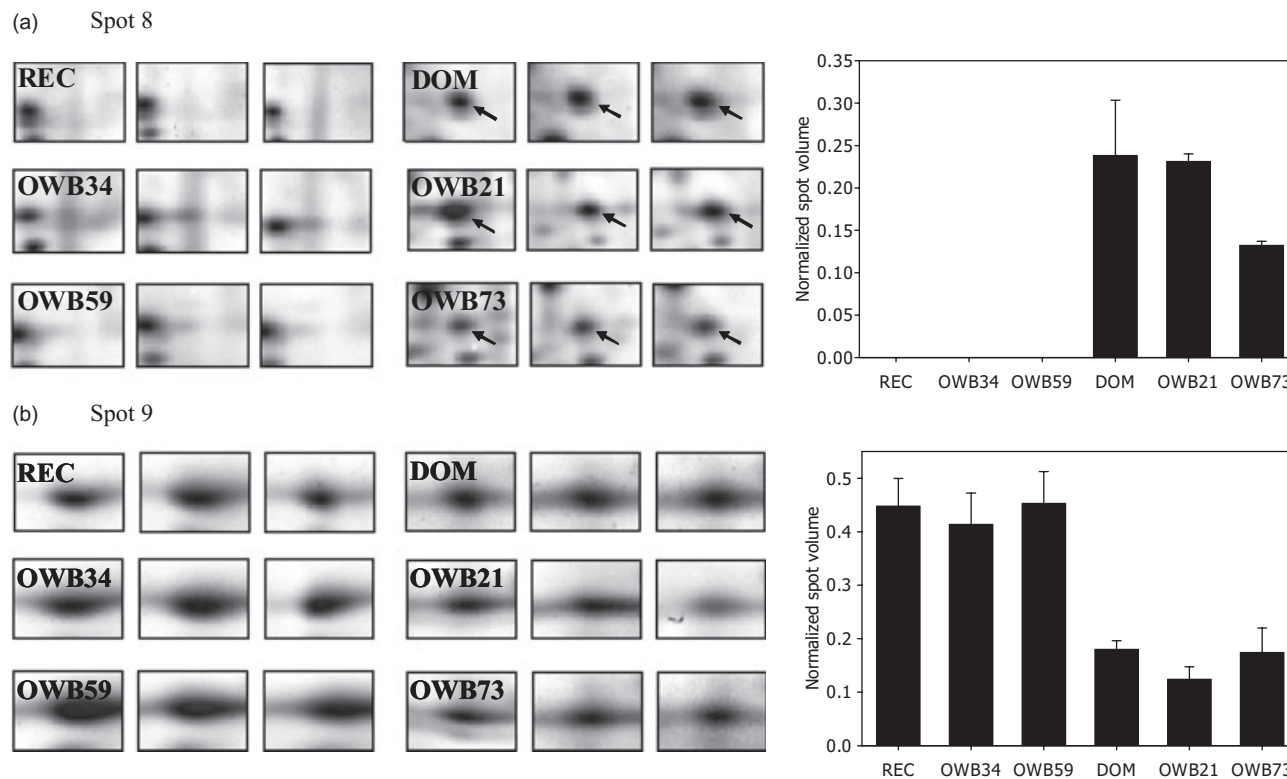 (a) Spot 8
REC
DOM
OWB34
OWB21
OWB59
OWB73
Normalized spot volume
0.35
0.30
0.25
0.20
0.15
0.10
0.05
0.00
REC OWB34 OWB59 DOM OWB21 OWB73
(b) Spot 9
REC
DOM
OWB34
OWB21
OWB59
OWB73
Normalized spot volume
0.5
0.4
0.3
0.2
0.1
0.0
REC OWB34 OWB59 DOM OWB21 OWB73